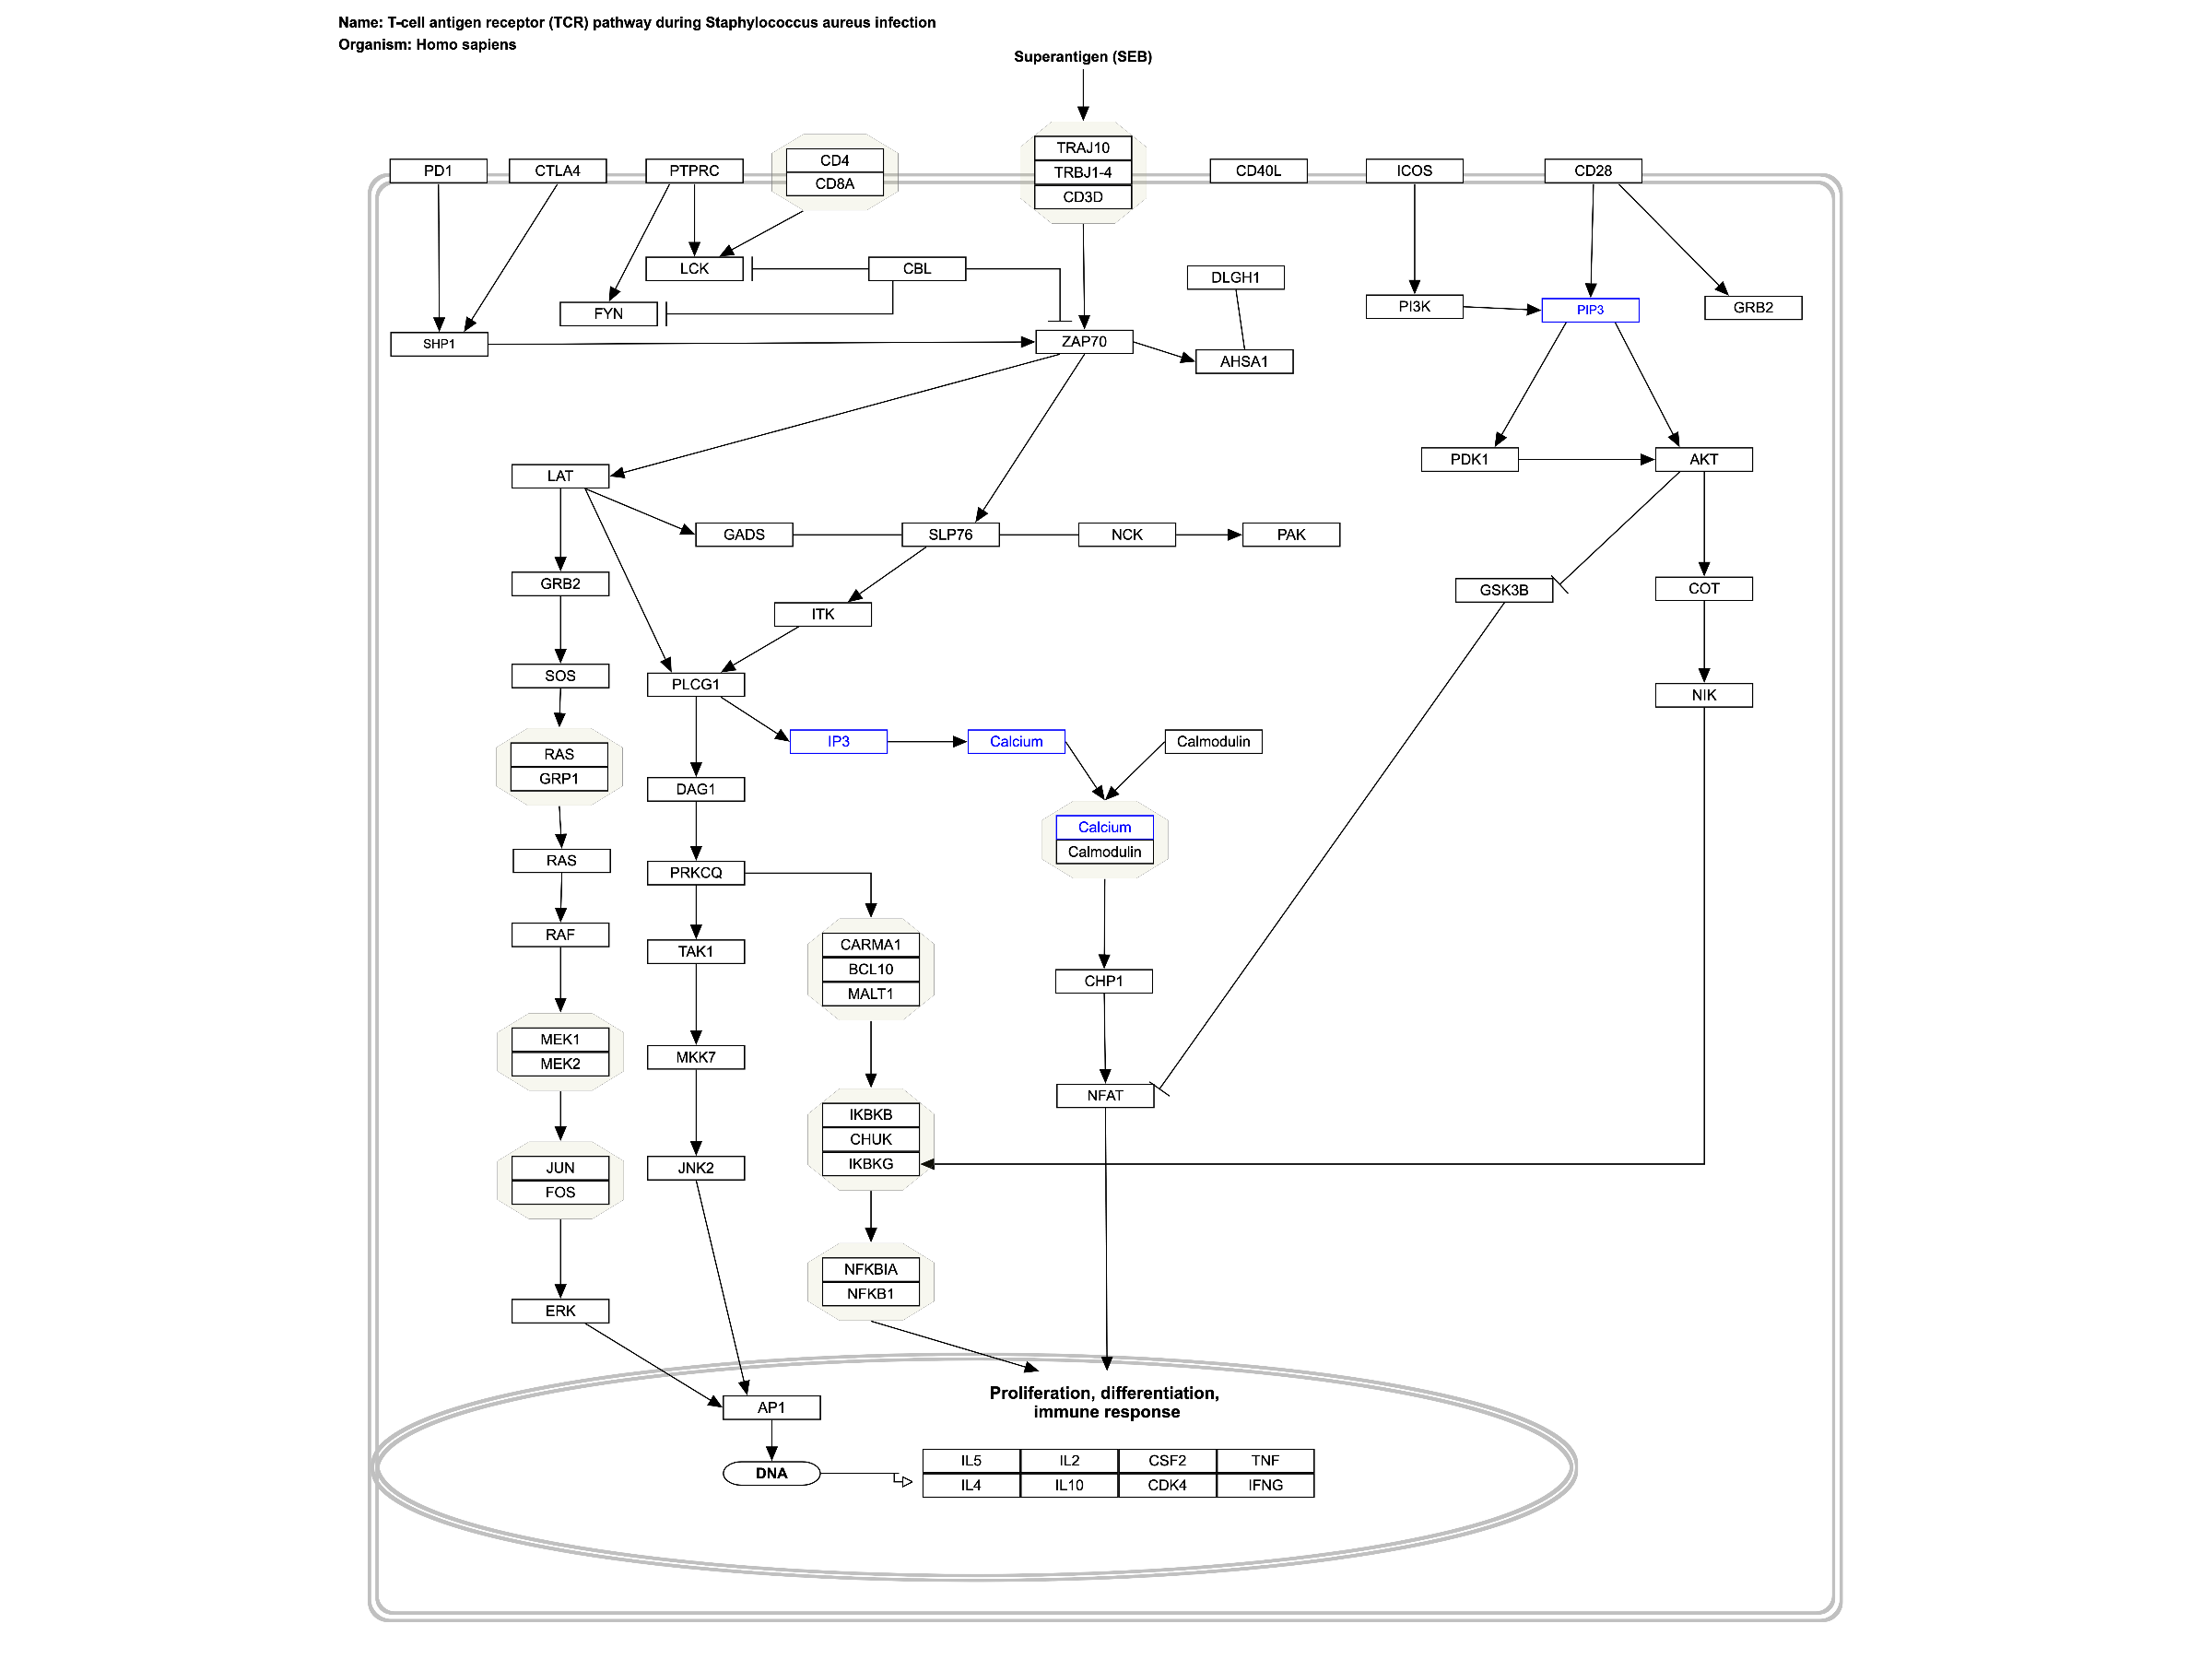 Name: T-cell antigen receptor (TCR) pathway during Staphylococcus aureus infection
Organism: Homo sapiens
Superantigen (SEB)
TRAJ10
TRBJ1-4
CD3D
PD1
CTLA4
PTPRC
CD4
CD8A
CD40L
ICOS
CD28
LCK
CBL
DLGH1
FYN
PI3K
PIP3
GRB2
SHP1
ZAP70
AHSA1
PDK1
AKT
LAT
GADS
SLP76
NCK
PAK
GRB2
ITK
GSK3B
COT
SOS
PLCG1
NIK
IP3
Calcium
Calmodulin
RAS
GRP1
DAG1
Calcium
Calmodulin
RAS
PRKCQ
RAF
TAK1
CARMA1
BCL10
MALT1
CHP1
MEK1
MEK2
MKK7
NFAT
IKBKB
CHUK
IKBKG
JUN
FOS
JNK2
NFKBIA
NFKB1
ERK
AP1
Proliferation, differentiation,
immune response
DNA
IL5 IL2 CSF2 TNF
IL4 IL10 CDK4 IFNG